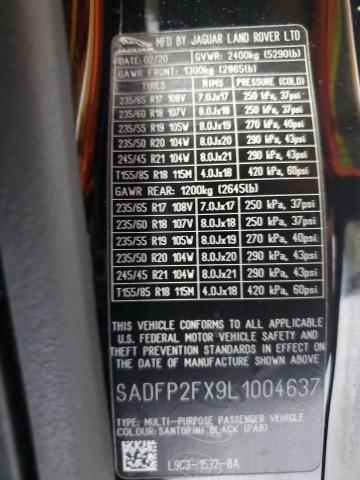 JAGUAR
MFD BY JAGUAR LAND ROVER LTD
DATE: 02/20 GVWR: 2400kg (5290lb)
GAWR FRONT: 1300kg (2865lb)
TIRES RIMS PRESSURE (COLD)
235/65 R17 108V 7.0Jx17 250 kPa, 37psi
235/60 R18 107V 8.0Jx18 250 kPa, 37psi
235/55 R19 105W 8.0Jx19 270 kPa, 40psi
235/50 R20 104W 8.0Jx20 290 kPa, 43psi
245/45 R21 104W 8.0Jx21 290 kPa, 43psi
T155/85 R18 115M 4.0Jx18 420 kPa, 60psi
GAWR REAR: 1200kg (2645lb)
235/65 R17 108V 7.0Jx17 250 kPa, 37psi
235/60 R18 107V 8.0Jx18 250 kPa, 37psi
235/55 R19 105W 8.0Jx19 270 kPa, 40psi
235/50 R20 104W 8.0Jx20 290 kPa, 43psi
245/45 R21 104W 8.0Jx21 290 kPa, 43psi
T155/85 R18 115M 4.0Jx18 420 kPa, 60psi
THIS VEHICLE CONFORMS TO ALL APPLICABLE
U.S. FEDERAL MOTOR VEHICLE SAFETY
AND THEFT PREVENTION STANDARDS IN EFFECT ON
THE DATE OF MANUFACTURE SHOWN ABOVE
SADFP2FX9L1004637
TYPE: MULTI-PURPOSE PASSENGER VEHICLE
COLOUR: SANTORINI BLACK (PAB)
L9C3-1532-BA